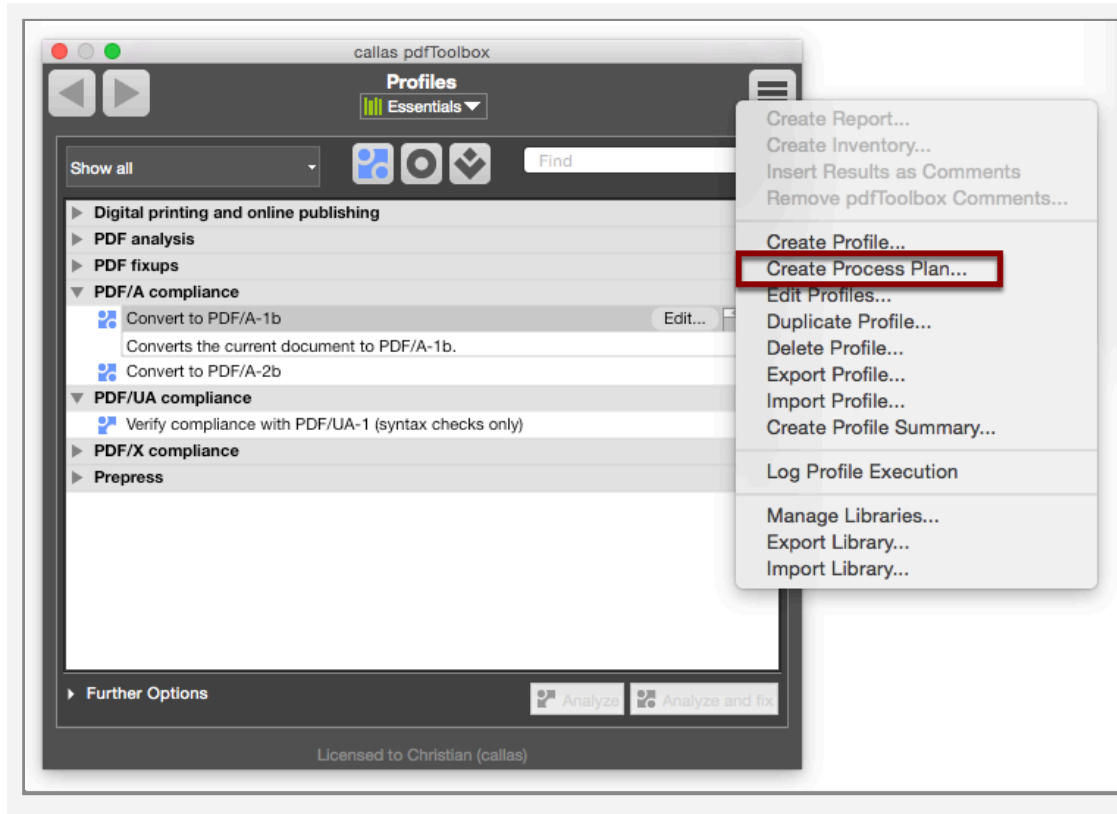 callas pdfToolbox
Profiles
Essentials
Show all
Find
Digital printing and online publishing
PDF analysis
PDF fixups
PDF/A compliance
Convert to PDF/A-1b
Edit...
Converts the current document to PDF/A-1b.
Convert to PDF/A-2b
PDF/UA compliance
Verify compliance with PDF/UA-1 (syntax checks only)
PDF/X compliance
Prepress
Further Options
Analyze
Analyze and fix
Licensed to Christian (callas)
Create Report...
Create Inventory...
Insert Results as Comments
Remove pdfToolbox Comments...
Create Profile...
Create Process Plan...
Edit Profiles...
Duplicate Profile...
Delete Profile...
Export Profile...
Import Profile...
Create Profile Summary...
Log Profile Execution
Manage Libraries...
Export Library...
Import Library...